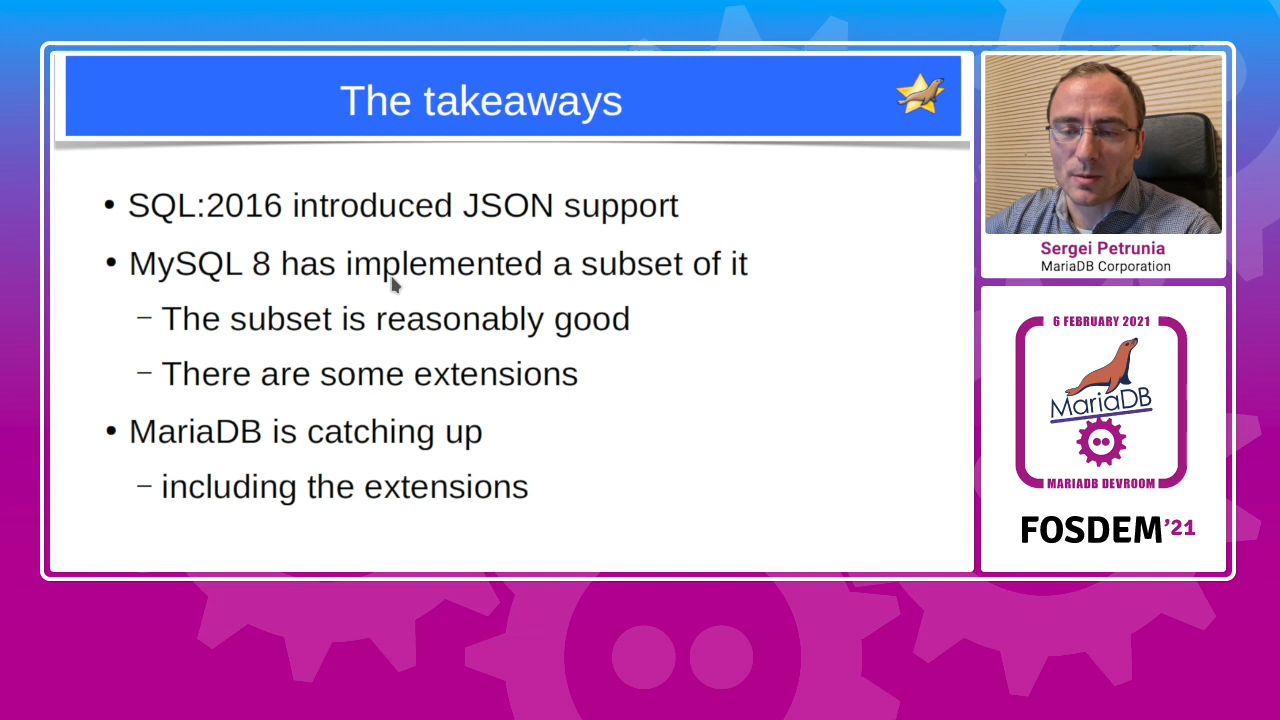 The takeaways
• SQL:2016 introduced JSON support
• MySQL 8 has implemented a subset of it
– The subset is reasonably good
– There are some extensions
• MariaDB is catching up
– including the extensions
Sergei Petrunia
MariaDB Corporation
6 FEBRUARY 2021
MariaDB
MARIADB DEVROOM
FOSDEM'21